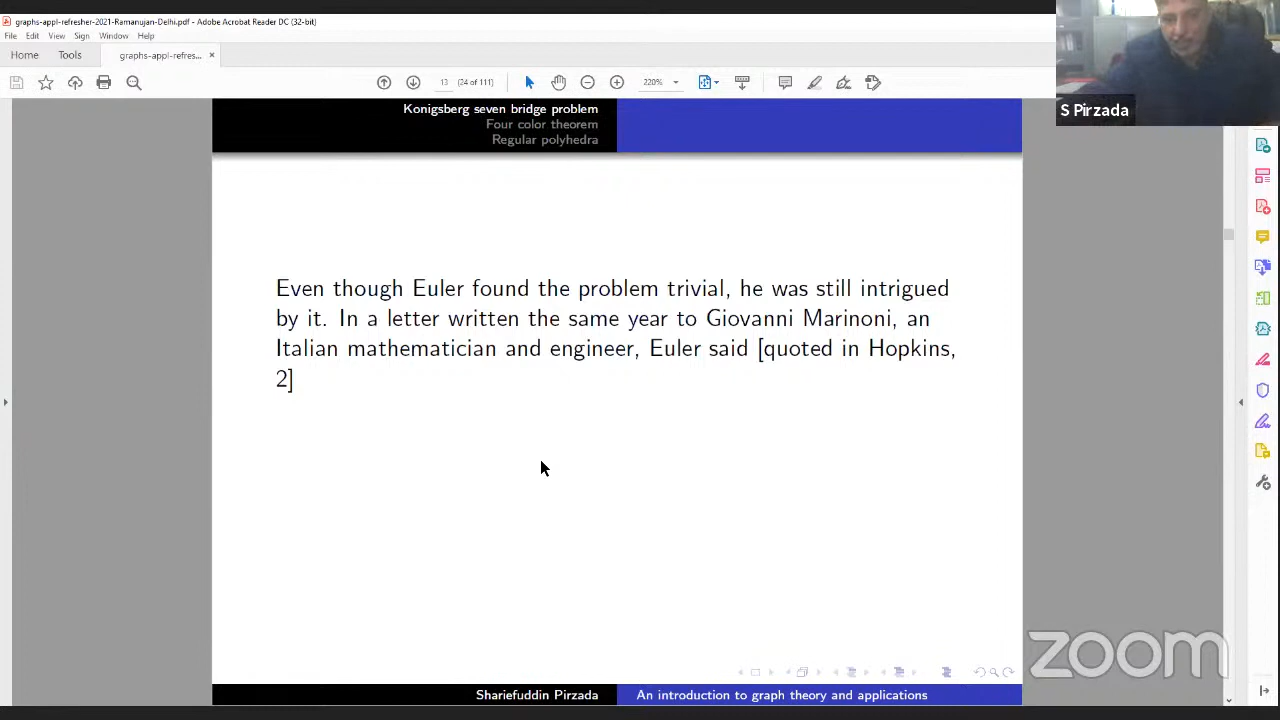 graphs-appl-refresher-2021-Ramanujan-Delhi.pdf - Adobe Acrobat Reader DC (32-bit)
File Edit View Sign Window Help
Home Tools graphs-appl-refres... ×
13 (24 of 111) 220%
S Pirzada
Konigsberg seven bridge problem
Four color theorem
Regular polyhedra
Even though Euler found the problem trivial, he was still intrigued
by it. In a letter written the same year to Giovanni Marinoni, an
Italian mathematician and engineer, Euler said [quoted in Hopkins,
2]
zoom
Shariefuddin Pirzada An introduction to graph theory and applications